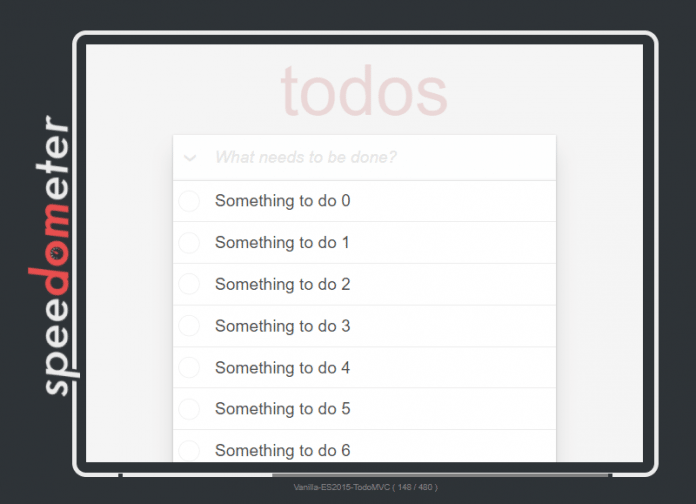 speedometer
todos
What needs to be done?
Something to do 0
Something to do 1
Something to do 2
Something to do 3
Something to do 4
Something to do 5
Something to do 6
Vanilla-ES2015-TodoMVC ( 148 / 480 )